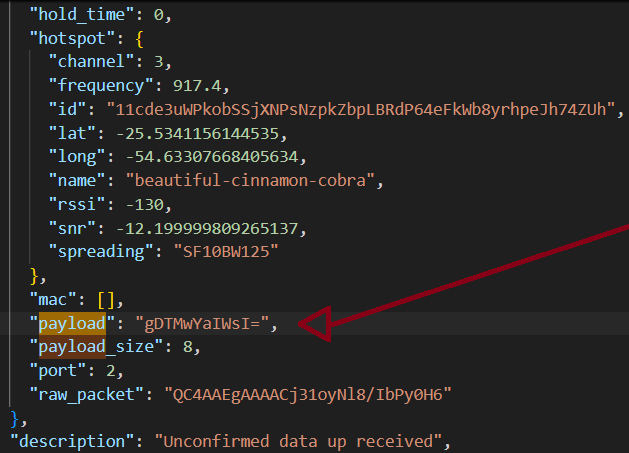 "hold_time": 0,
"hotspot": {
"channel": 3,
"frequency": 917.4,
"id": "11cde3uWPkobSSjXNPsNzpkZbpLBRdP64eFkWb8yrhpeJh74ZUh",
"lat": -25.5341156144535,
"long": -54.63307668405634,
"name": "beautiful-cinnamon-cobra",
"rssi": -130,
"snr": -12.199999809265137,
"spreading": "SF10BW125"
},
"mac": [],
"payload": "gDTMwYaIWsI=",
"payload_size": 8,
"port": 2,
"raw_packet": "QC4AAEgAAAACj31oyNl8/IbPy0H6"
},
"description": "Unconfirmed data up received",